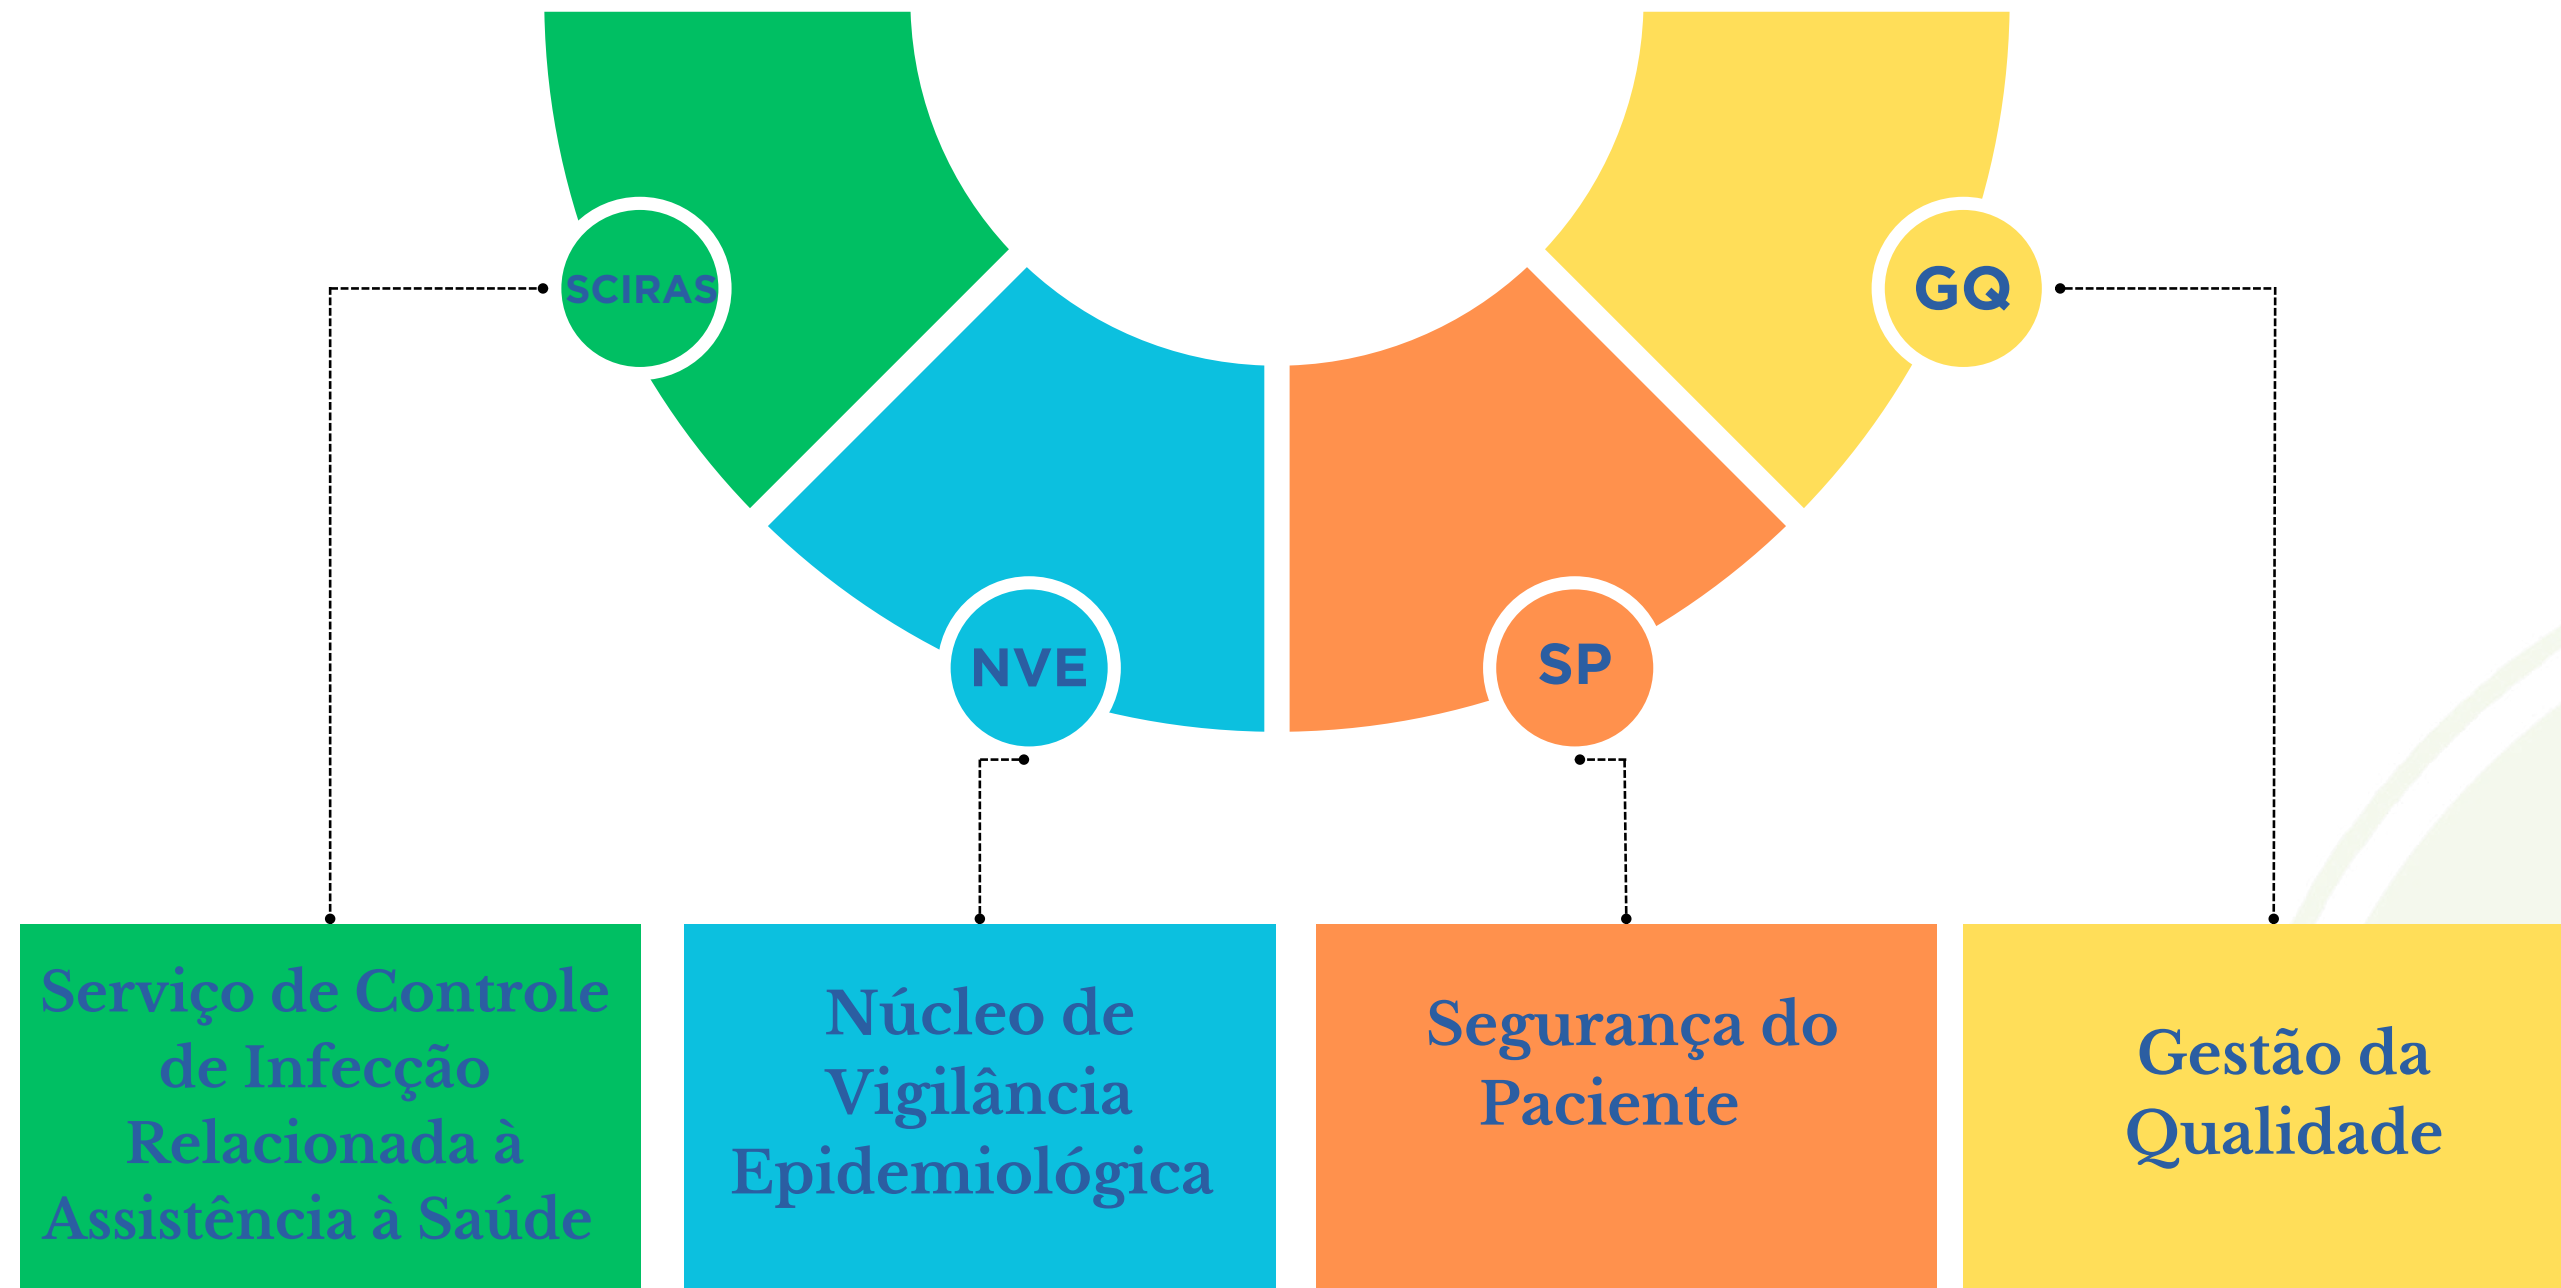 SCIRAS
GQ
NVE
SP
Serviço de Controle
de Infecção
Relacionada à
Assistência à Saúde
Núcleo de
Vigilância
Epidemiológica
Segurança do
Paciente
Gestão da
Qualidade